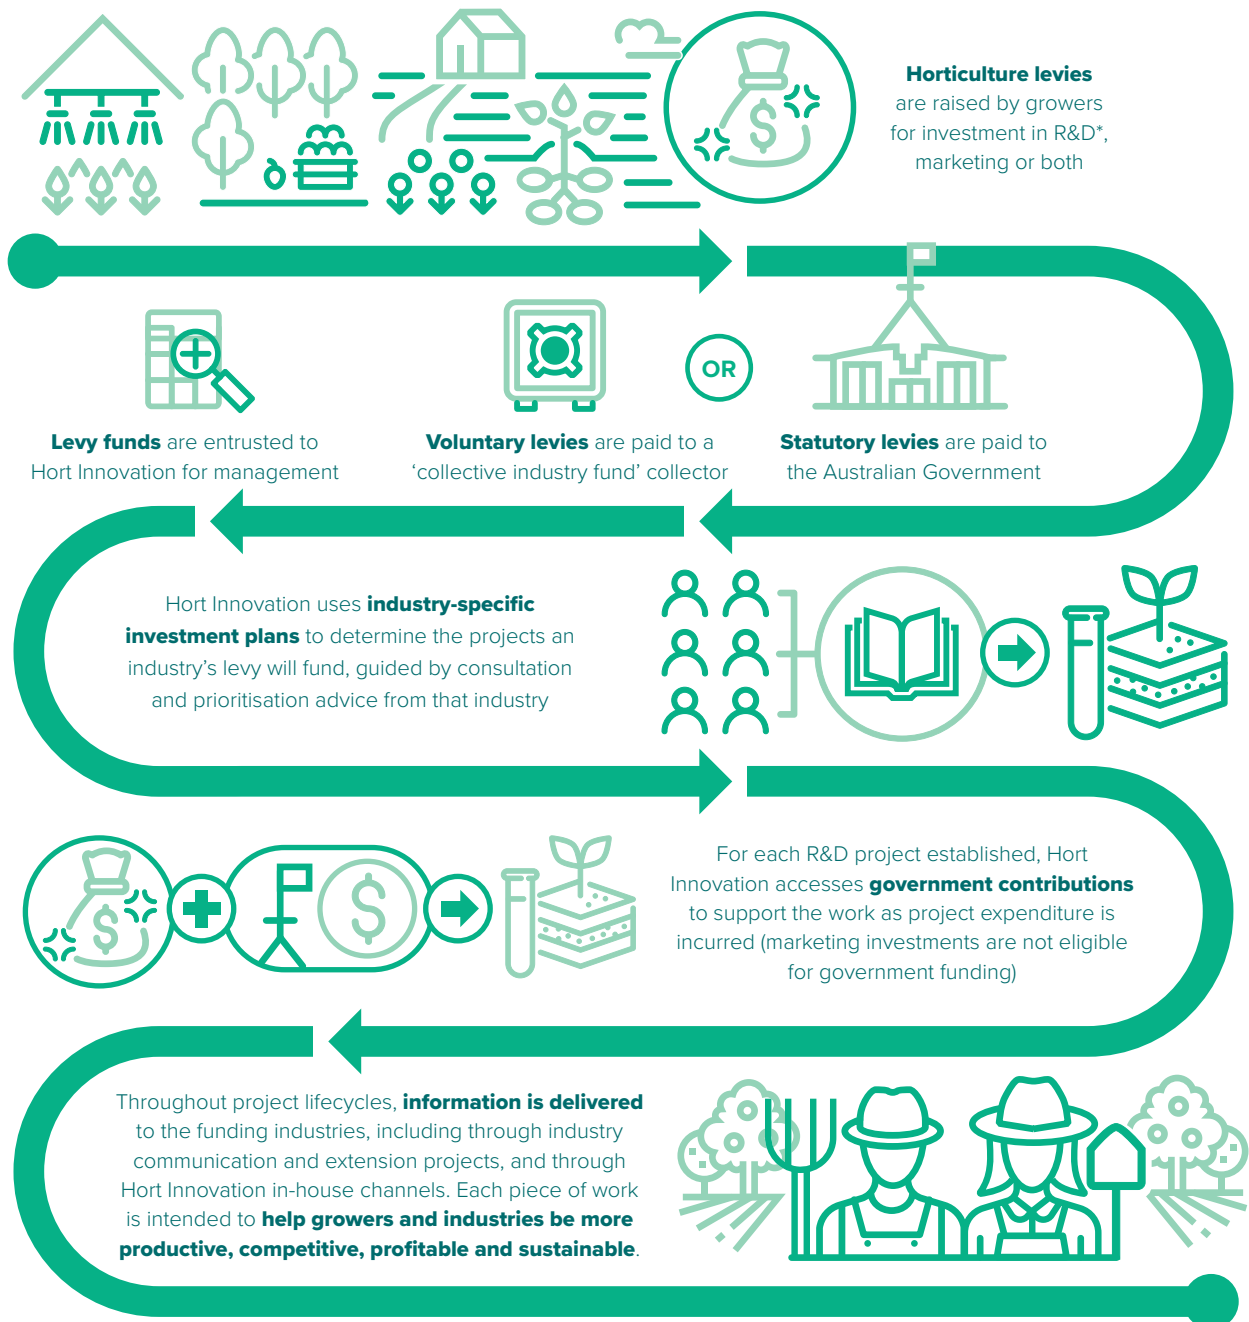 Horticulture levies
are raised by growers
for investment in R&D*,
marketing or both
$
OR
Levy funds are entrusted to
Hort Innovation for management
Voluntary levies are paid to a
‘collective industry fund’ collector
Statutory levies are paid to
the Australian Government
Hort Innovation uses industry-specific
investment plans to determine the projects an
industry’s levy will fund, guided by consultation
and prioritisation advice from that industry
$
$
For each R&D project established, Hort
Innovation accesses government contributions
to support the work as project expenditure is
incurred (marketing investments are not eligible
for government funding)
Throughout project lifecycles, information is delivered
to the funding industries, including through industry
communication and extension projects, and through
Hort Innovation in-house channels. Each piece of work
is intended to help growers and industries be more
productive, competitive, profitable and sustainable.